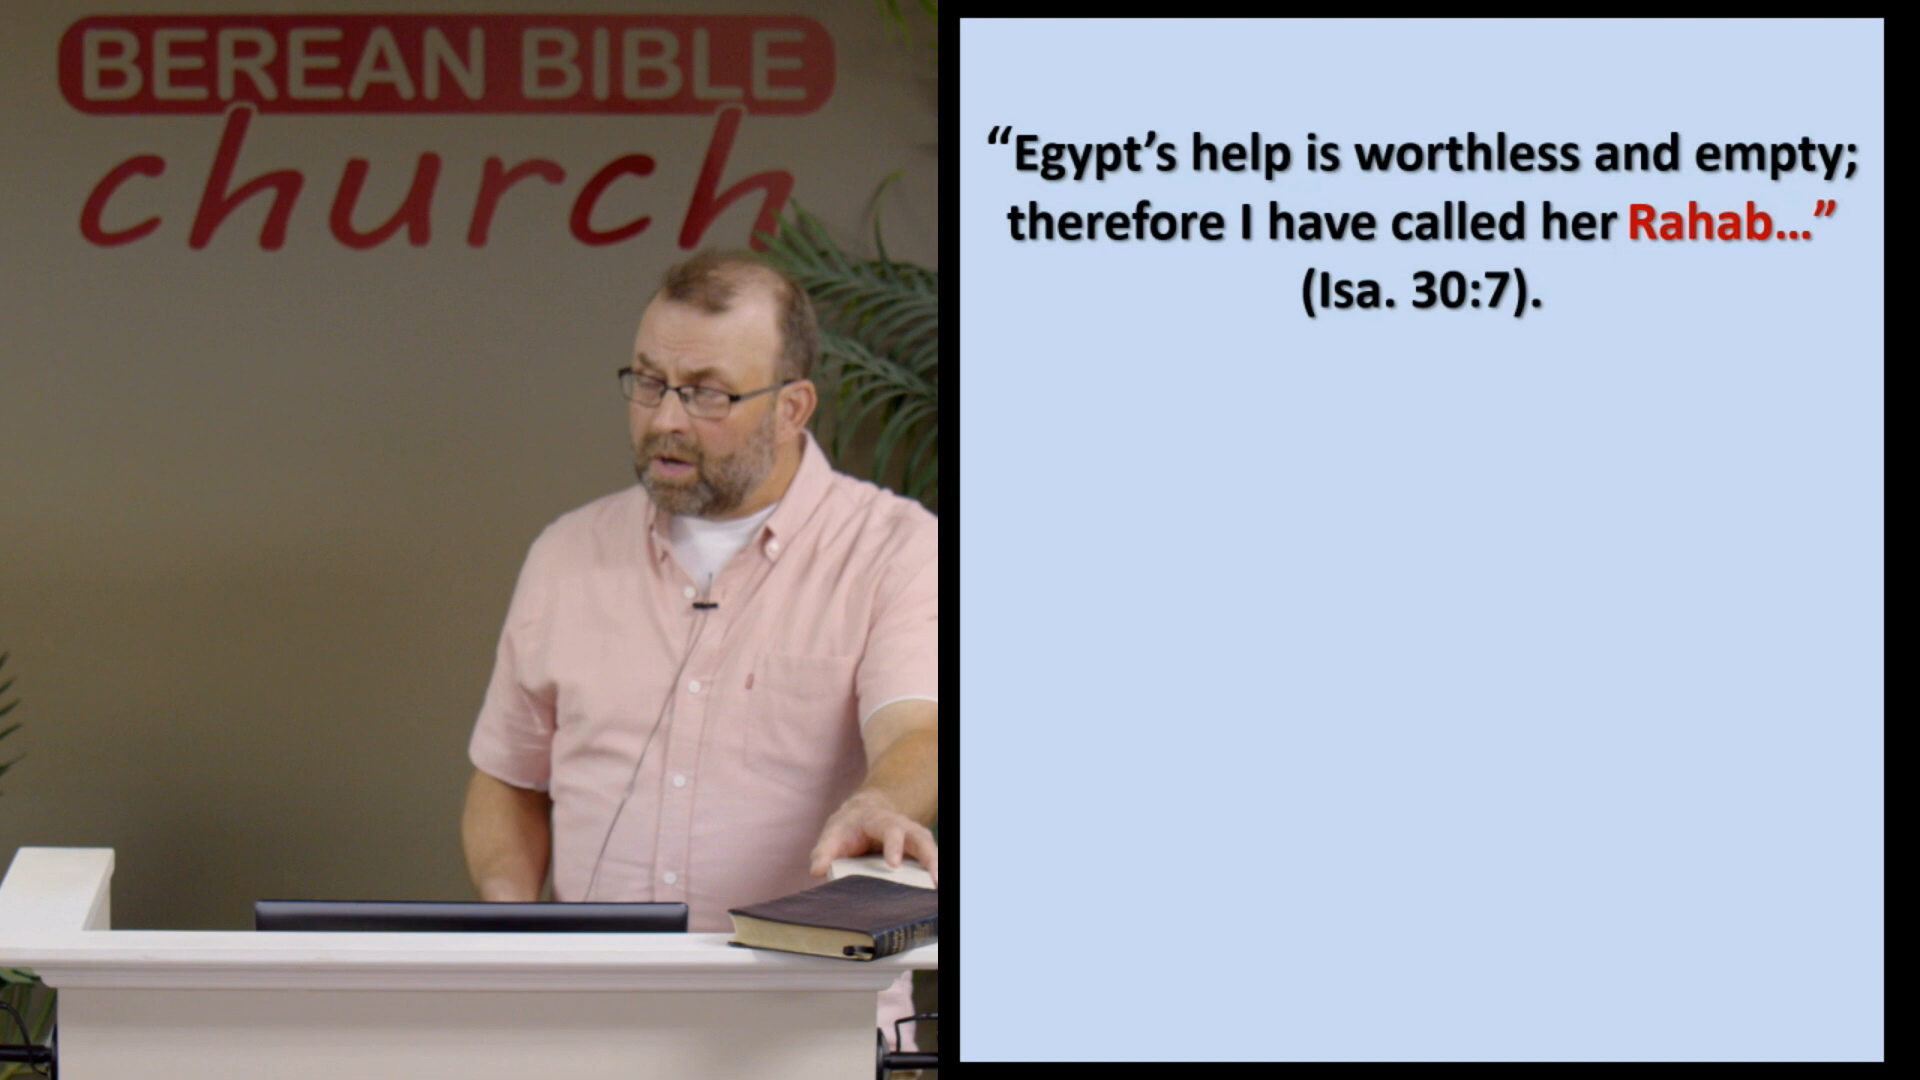 BEREAN BIBLE
church
“Egypt’s help is worthless and empty;
therefore I have called her Rahab...”
(Isa. 30:7).